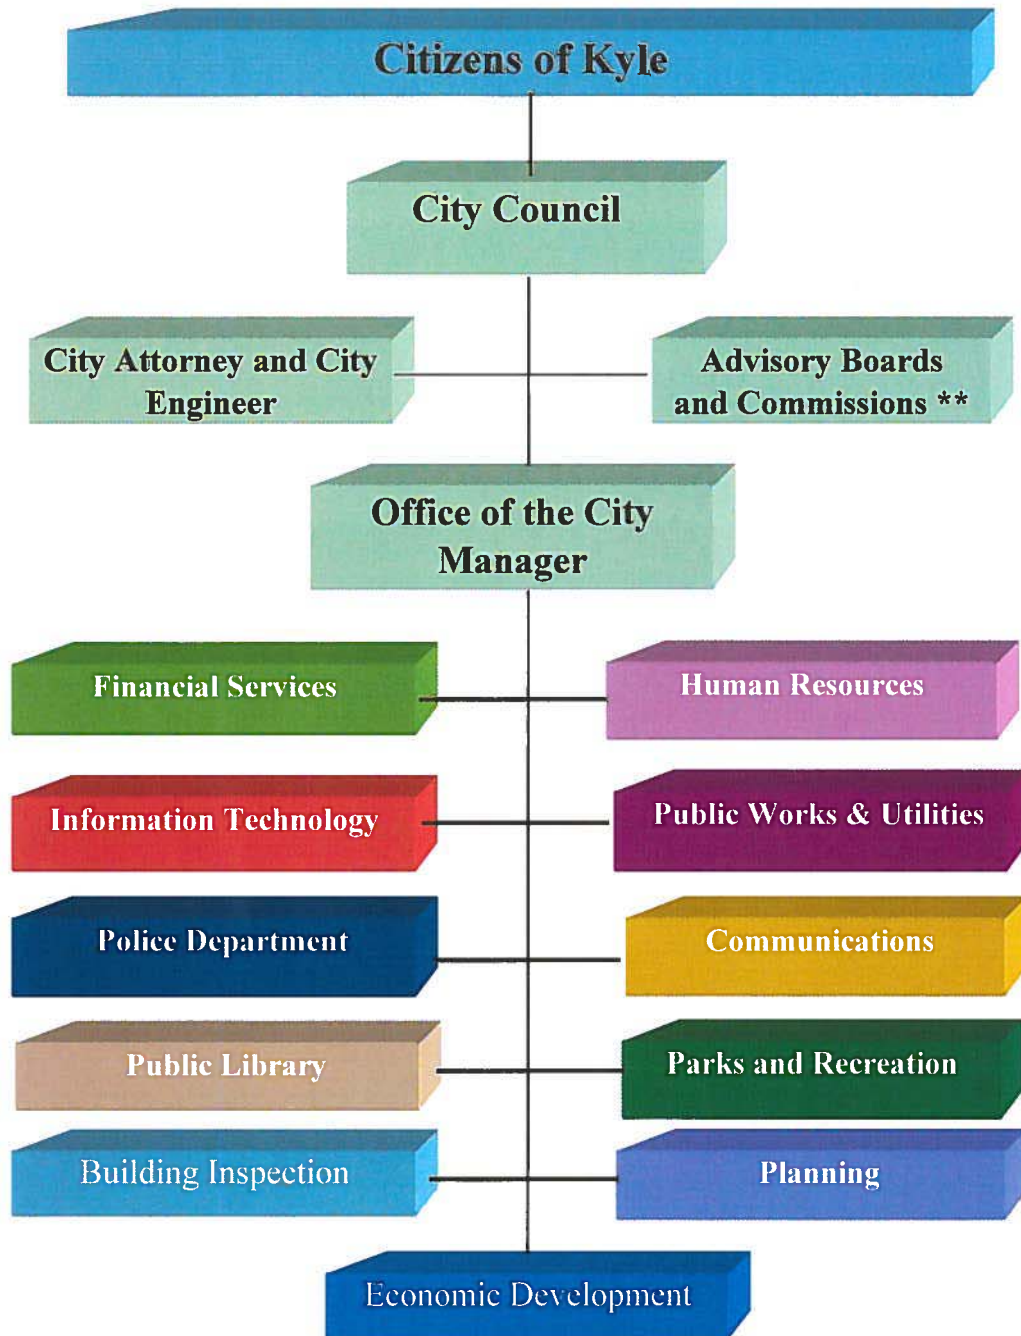 Citizens of Kyle
City Council
City Attorney and City
Engineer
Advisory Boards
and Commissions **
Office of the City
Manager
Financial Services
Human Resources
Information Technology
Public Works & Utilities
Police Department
Communications
Public Library
Parks and Recreation
Building Inspection
Planning
Economic Development